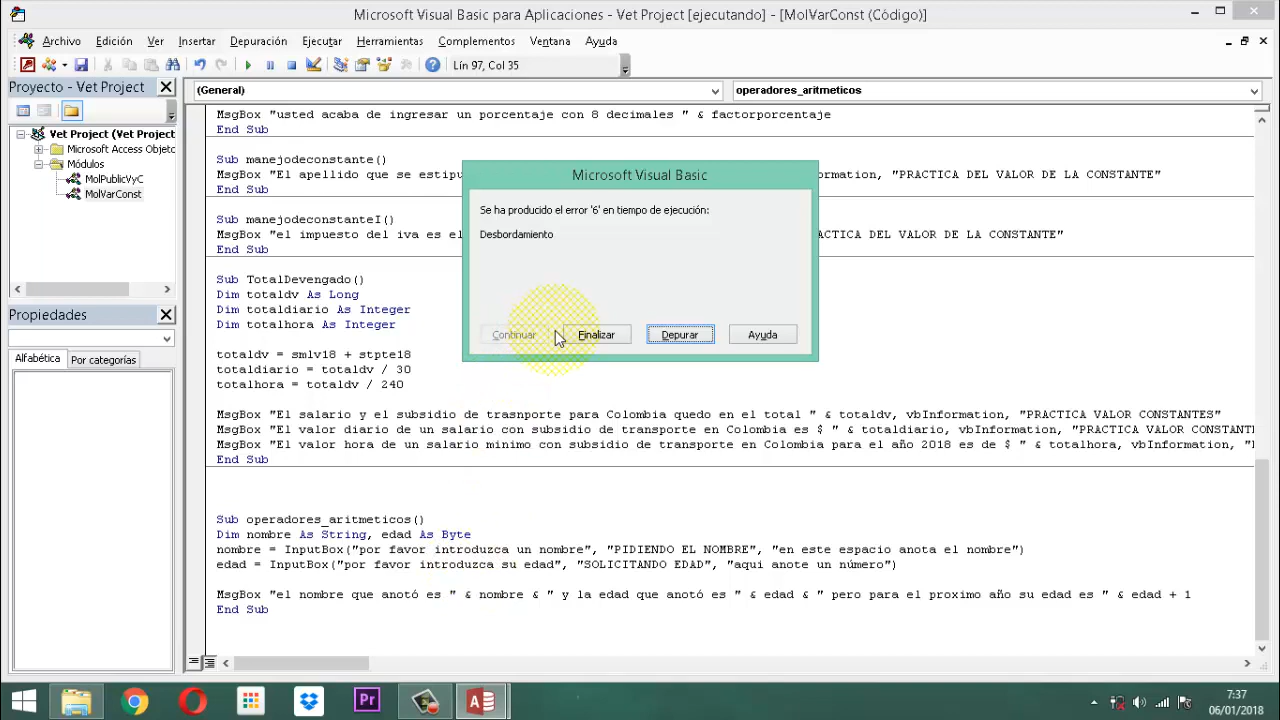 Microsoft Visual Basic para Aplicaciones - Vet Project [ejecutando] - [MolVarConst (Código)]
Archivo Edición Ver Insertar Depuración Ejecutar Herramientas Complementos Ventana Ayuda
Lín 97, Col 35
Proyecto - Vet Project
Vet Project (Vet Project
Microsoft Access Objeto
Módulos
MolPublicVyC
MolVarConst
Propiedades
Alfabética Por categorías
(General) operadores_aritmeticos
MsgBox "usted acaba de ingresar un porcentaje con 8 decimales " & factorporcentaje
End Sub
Sub manejodeconstante()
MsgBox "El apellido que se estipu
nformation, "PRACTICA DEL VALOR DE LA CONSTANTE"
End Sub
Sub manejodeconstanteI()
MsgBox "el impuesto del iva es el
ACTICA DEL VALOR DE LA CONSTANTE"
End Sub
Sub TotalDevengado()
Dim totaldv As Long
Dim totaldiario As Integer
Dim totalhora As Integer
totaldv = smlv18 + stpte18
totaldiario = totaldv / 30
totalhora = totaldv / 240
MsgBox "El salario y el subsidio de trasnporte para Colombia quedo en el total " & totaldv, vbInformation, "PRACTICA VALOR CONSTANTES"
MsgBox "El valor diario de un salario con subsidio de transporte en Colombia es $ " & totaldiario, vbInformation, "PRACTICA VALOR CONSTANT
MsgBox "El valor hora de un salario minimo con subsidio de transporte en Colombia para el año 2018 es de $ " & totalhora, vbInformation, "
End Sub
Sub operadores_aritmeticos()
Dim nombre As String, edad As Byte
nombre = InputBox("por favor introduzca un nombre", "PIDIENDO EL NOMBRE", "en este espacio anota el nombre")
edad = InputBox("por favor introduzca su edad", "SOLICITANDO EDAD", "aqui anote un número")
MsgBox "el nombre que anotó es " & nombre & " y la edad que anotó es " & edad & " pero para el proximo año su edad es " & edad + 1
End Sub
Microsoft Visual Basic
Se ha producido el error '6' en tiempo de ejecución:
Desbordamiento
Continuar Finalizar Depurar Ayuda
Pr
7:37
06/01/2018